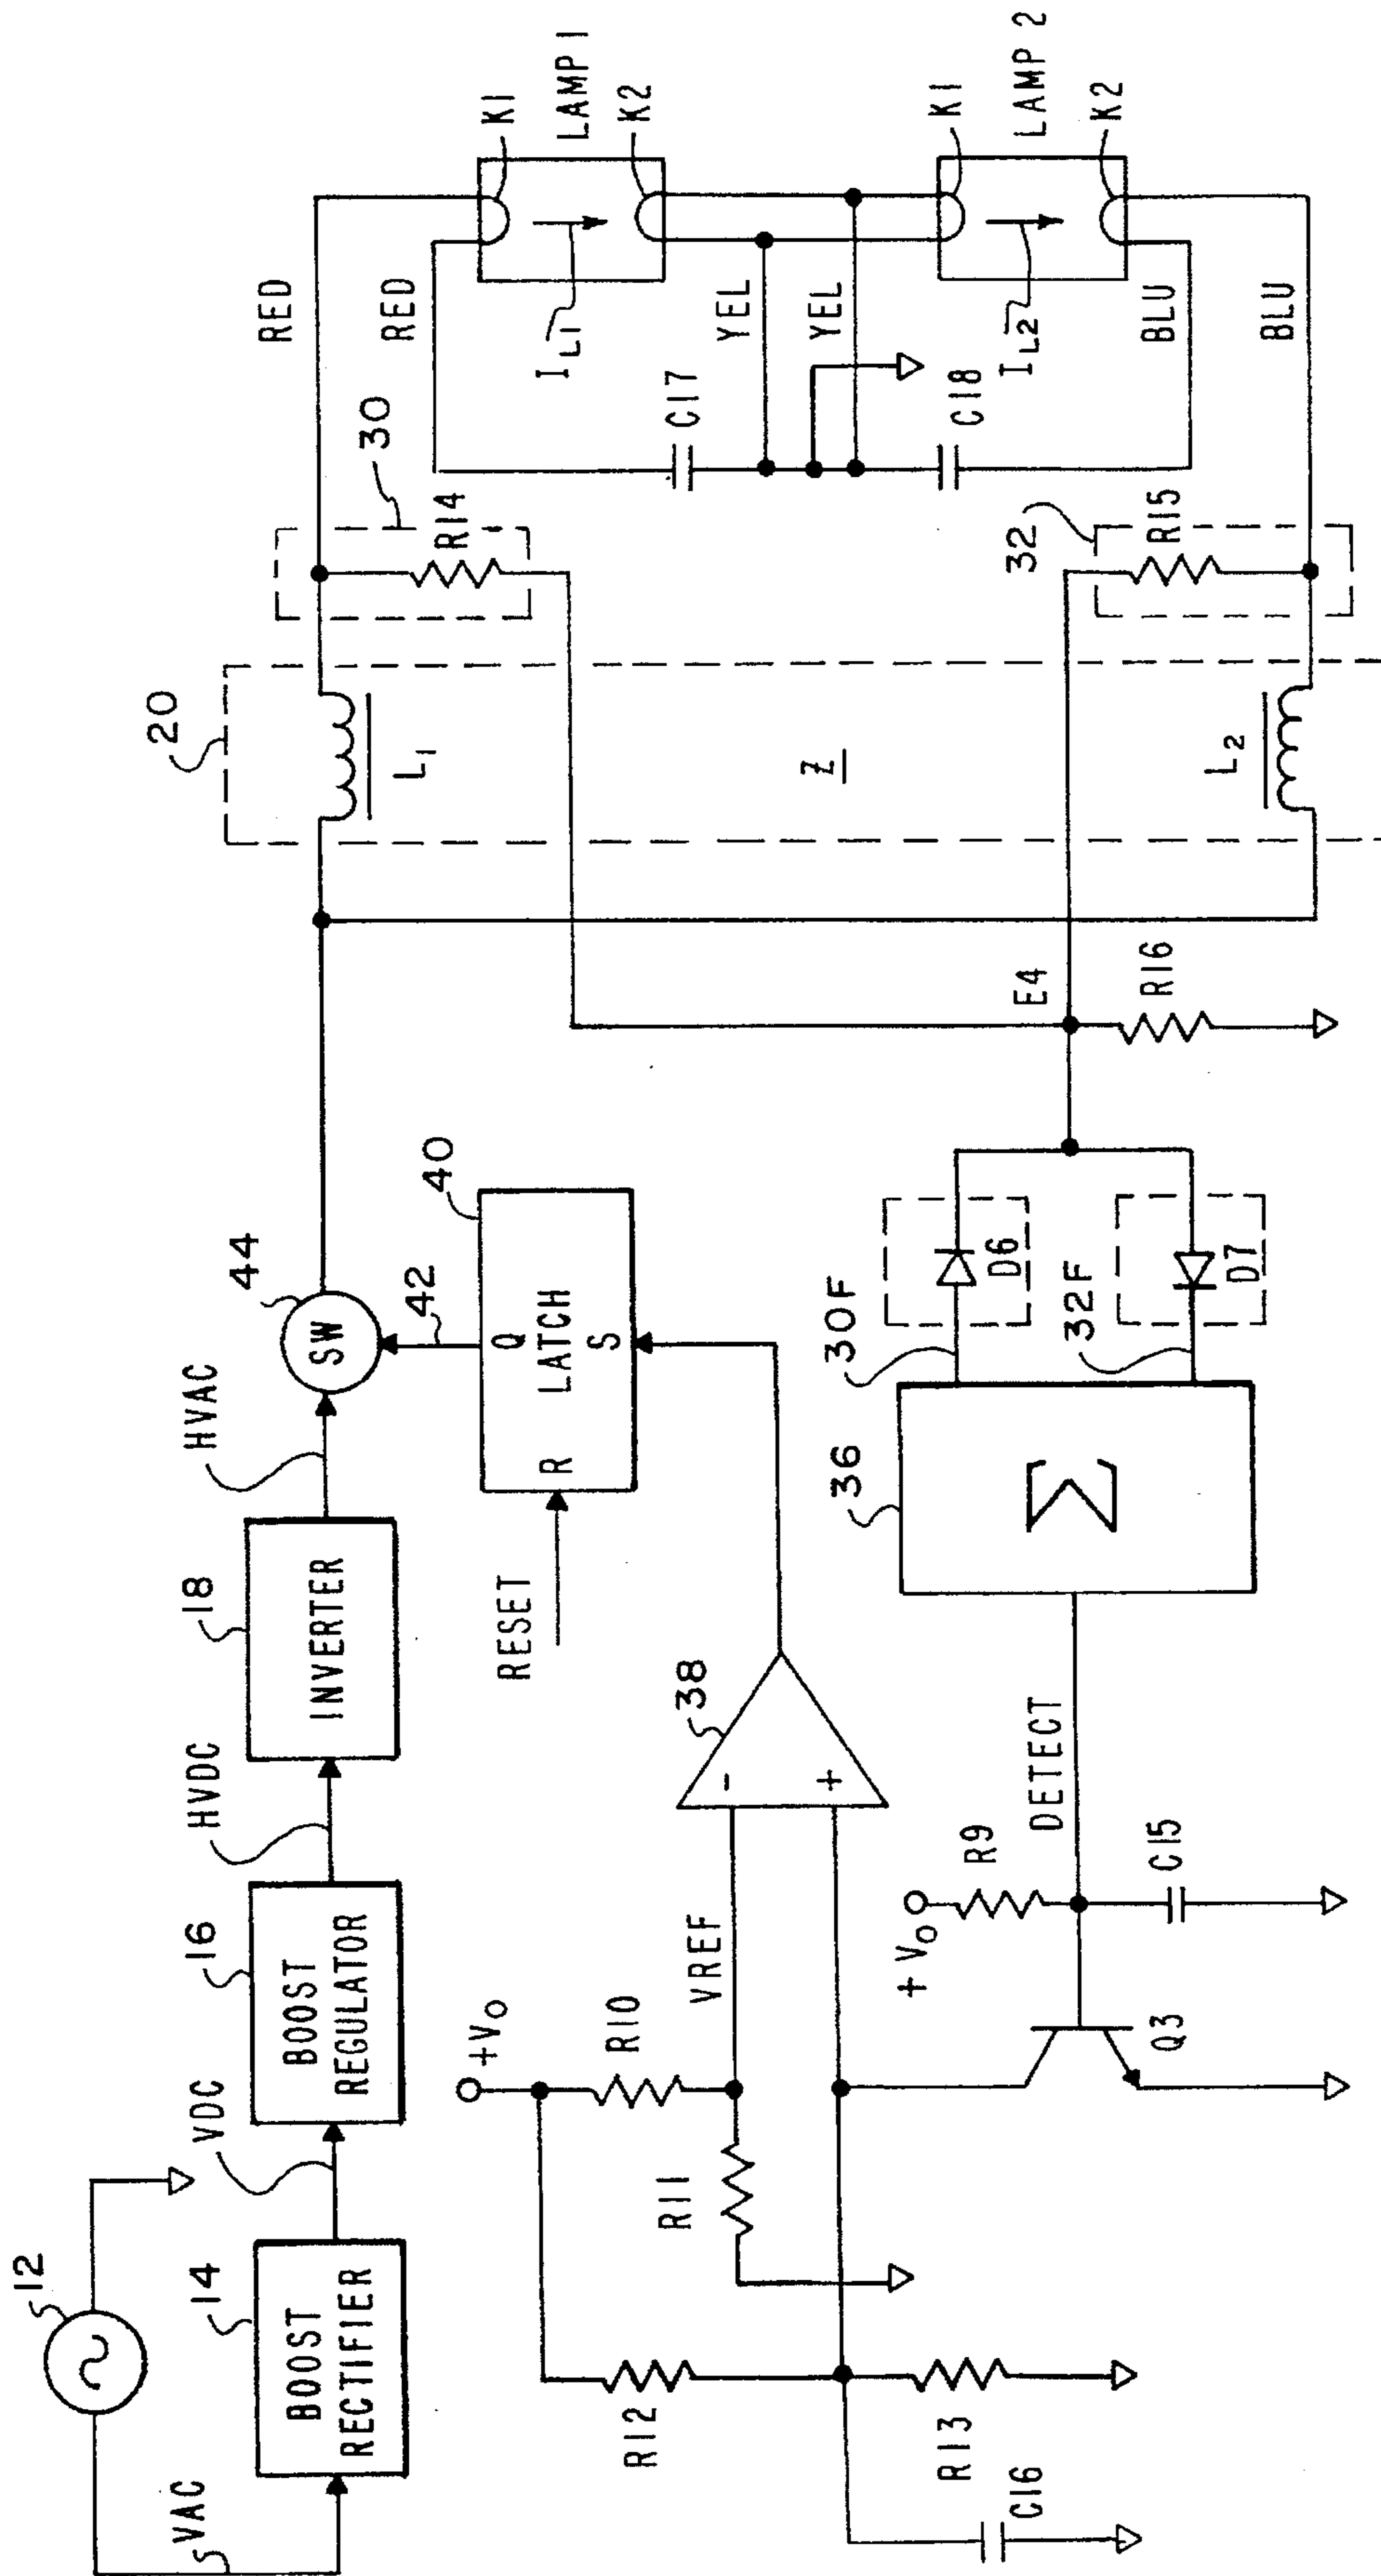 12
VAC
14
BOOST
RECTIFIER
VDC
16
BOOST
REGULATOR
HVDC
18
INVERTER
HVAC
44
SW
42
40
Q
LATCH
R
S
RESET
20
L1
Z
L2
30
R14
32
R15
RED
RED
YEL
YEL
BLU
BLU
C17
C18
K1
LAMP 1
K2
IL1
K1
LAMP 2
K2
IL2
E4
R16
D6
D7
30F
32F
36
Σ
DETECT
38
-
+
VREF
+Vo
R10
R11
R12
R13
C16
+Vo
R9
C15
Q3